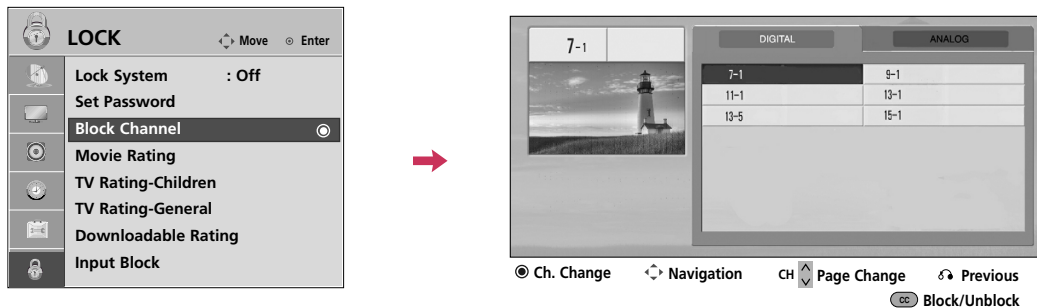 LOCK
Move
Enter
Lock System : Off
Set Password
Block Channel
Movie Rating
TV Rating-Children
TV Rating-General
Downloadable Rating
Input Block
7-1
DIGITAL
ANALOG
7-1 9-1
11-1 13-1
13-5 15-1
Ch. Change
Navigation
CH Page Change
Previous
CC Block/Unblock